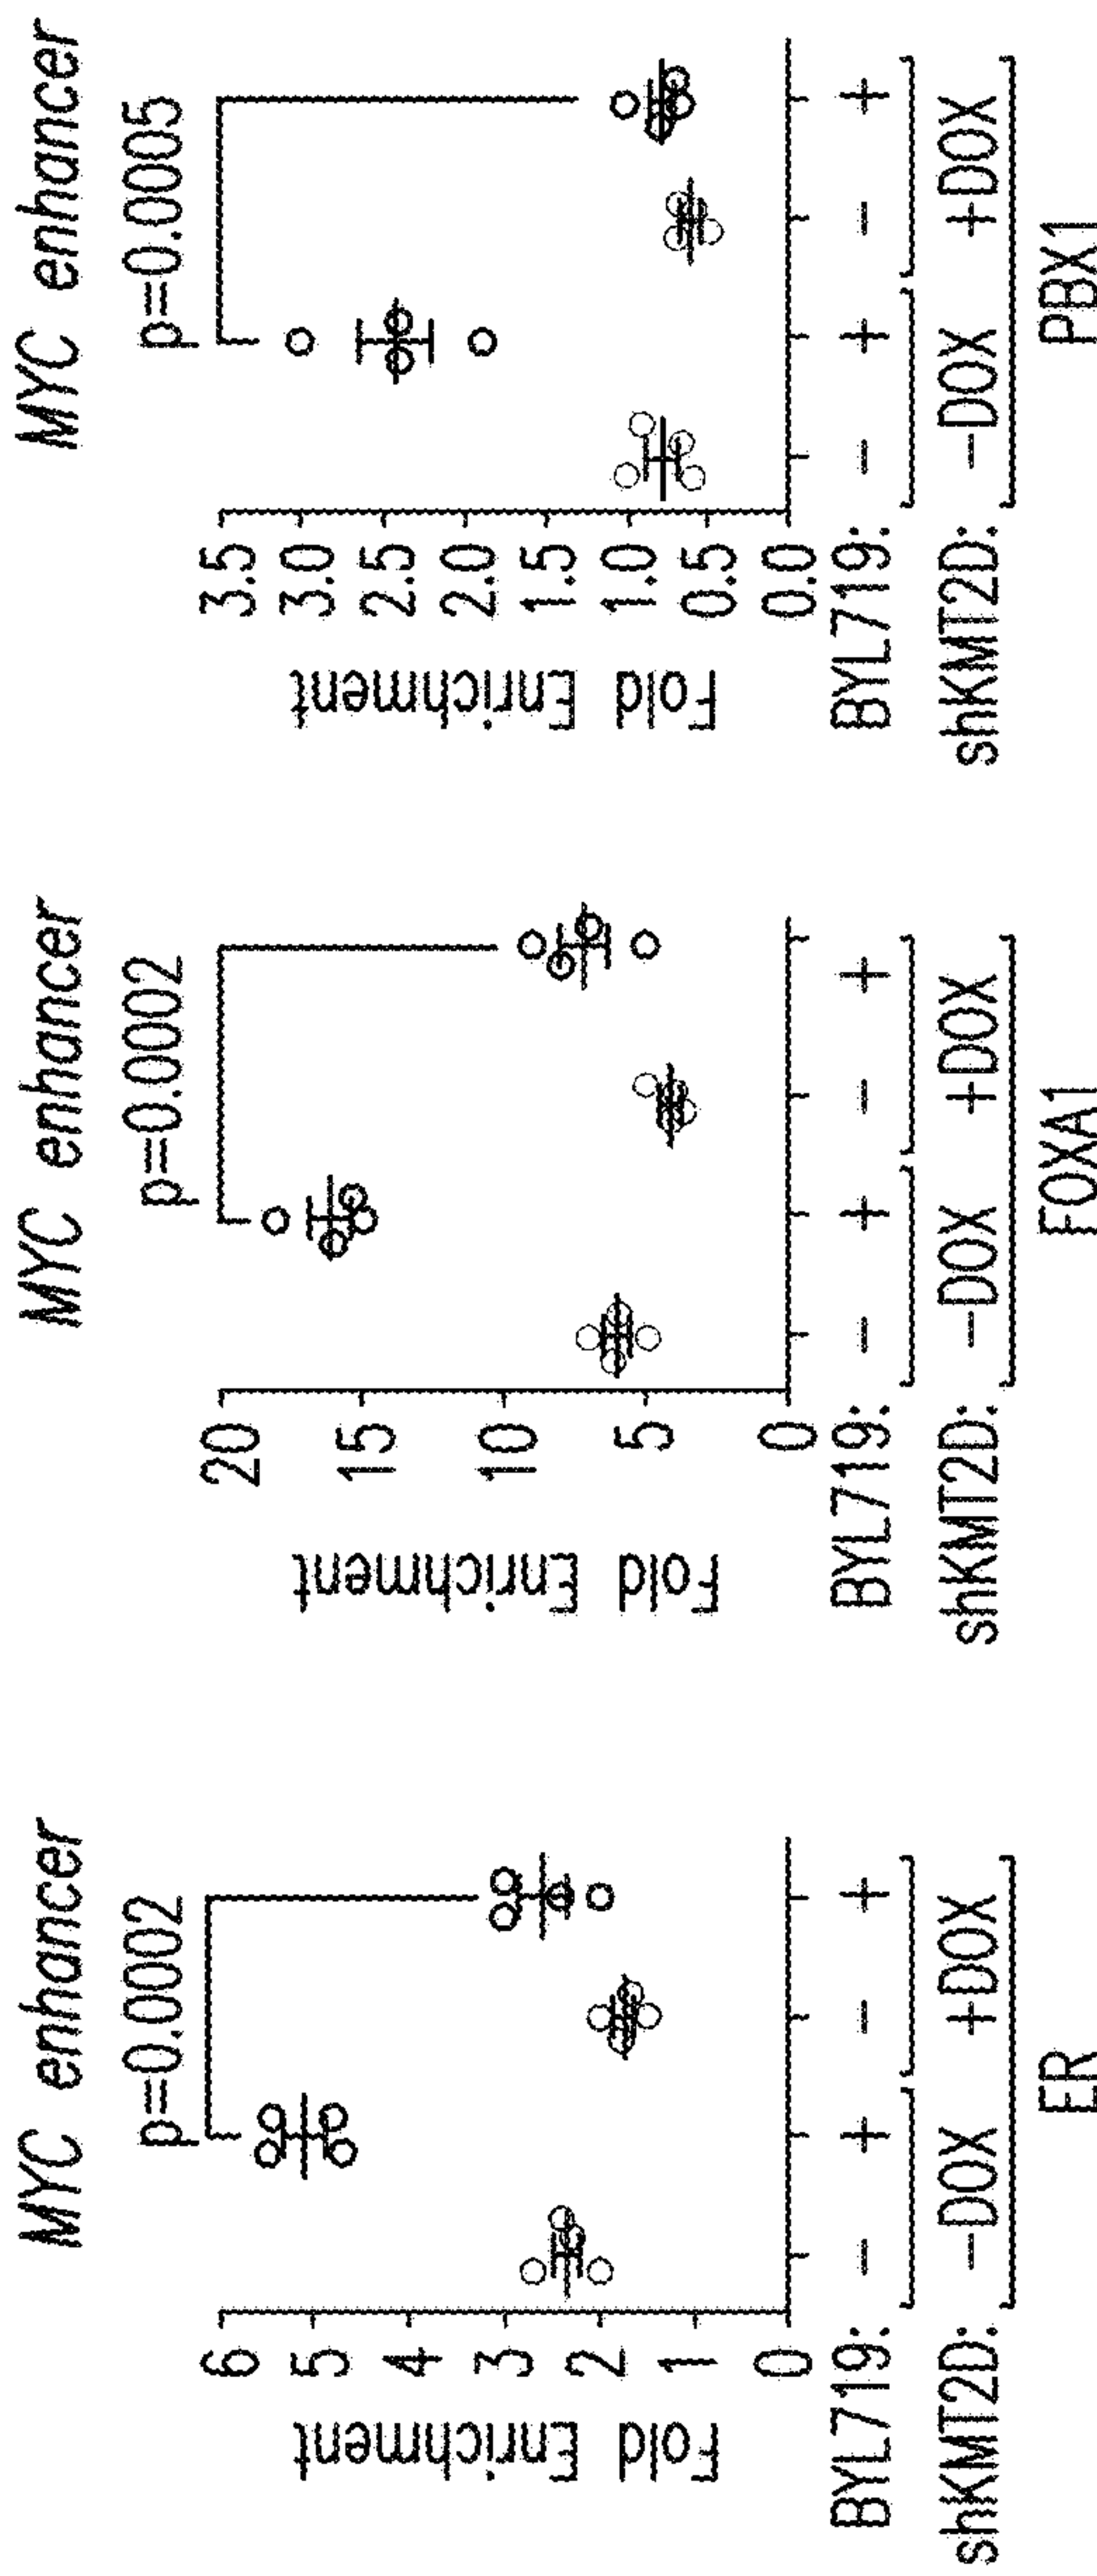 MYC enhancer
p=0.0002
Fold Enrichment
6
5
4
3
2
1
0
BYL719: − + − +
shKMT2D: −DOX +DOX
ER
MYC enhancer
p=0.0002
Fold Enrichment
20
15
10
5
0
BYL719: − + − +
shKMT2D: −DOX +DOX
FOXA1
MYC enhancer
p=0.0005
Fold Enrichment
3.5
3.0
2.5
2.0
1.5
1.0
0.5
0.0
BYL719: − + − +
shKMT2D: −DOX +DOX
PBX1